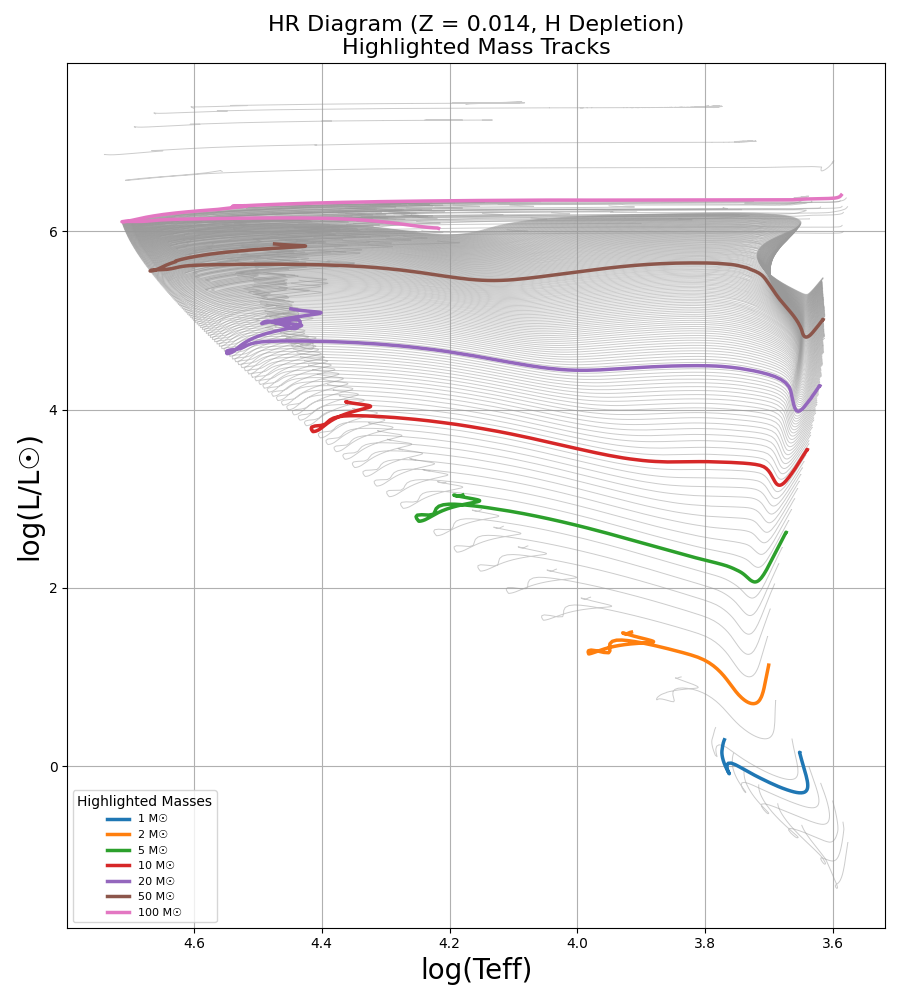 HR Diagram (Z = 0.014, H Depletion)
Highlighted Mass Tracks
log(L/L☉)
6
4
2
0
Highlighted Masses
1 M☉
2 M☉
5 M☉
10 M☉
20 M☉
50 M☉
100 M☉
4.6
4.4
4.2
4.0
3.8
3.6
log(Teff)